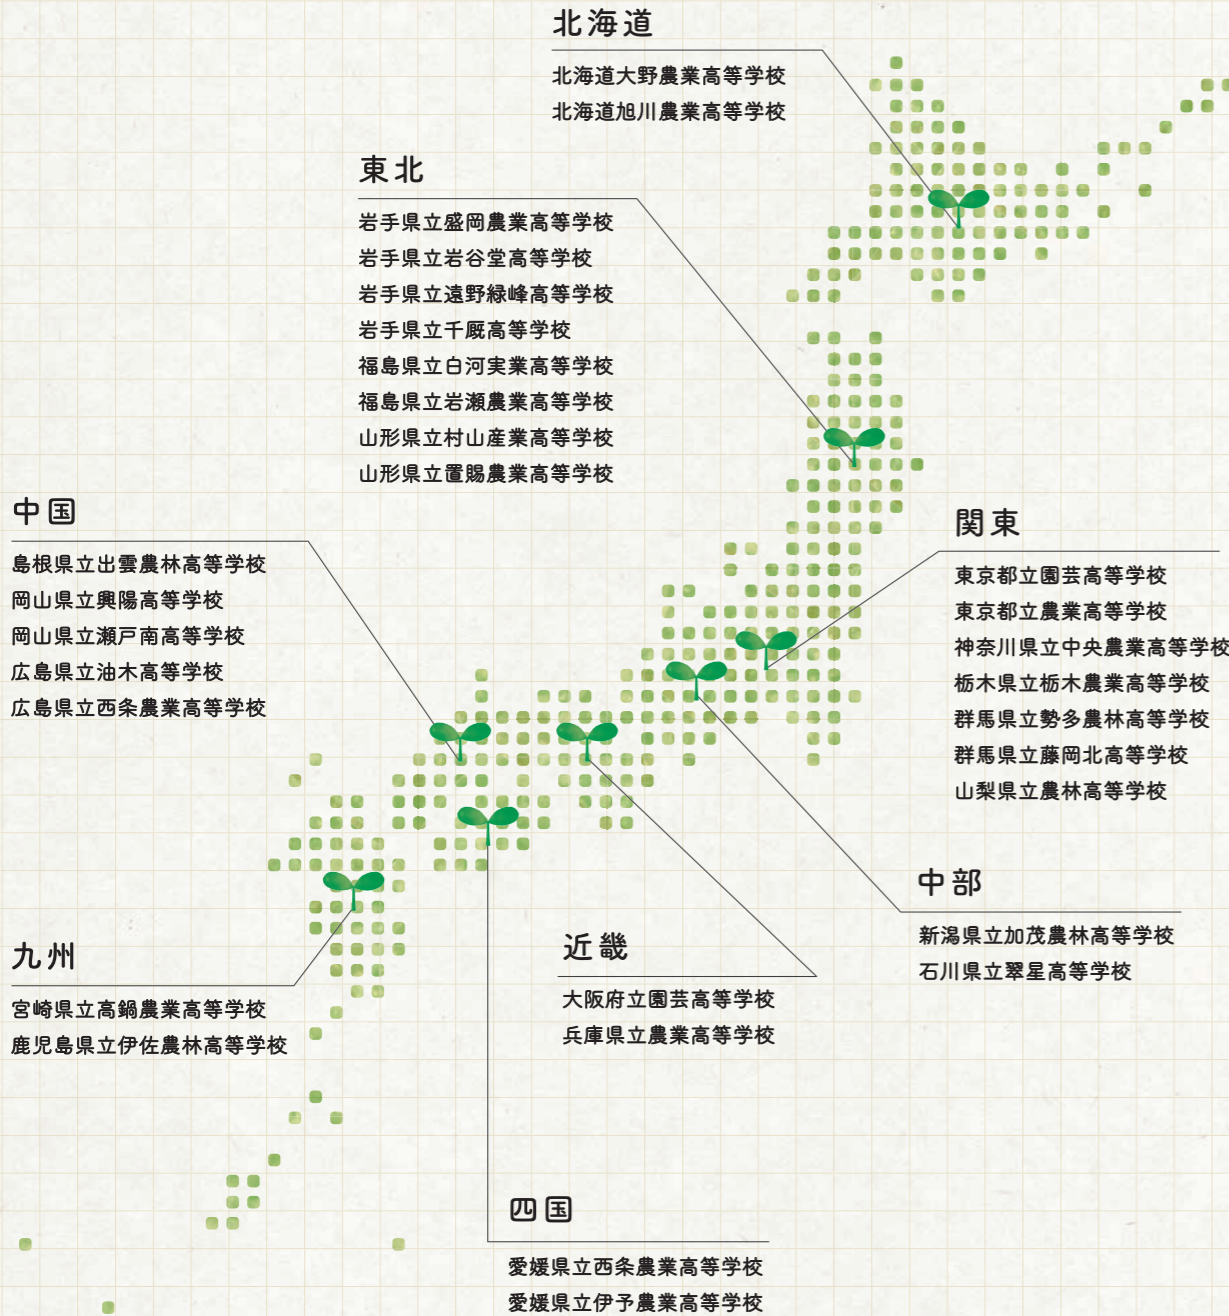 北海道
北海道大野農業高等学校
北海道旭川農業高等学校
東北
岩手県立盛岡農業高等学校
岩手県立岩谷堂高等学校
岩手県立遠野緑峰高等学校
岩手県立千厩高等学校
福島県立白河実業高等学校
福島県立岩瀬農業高等学校
山形県立村山産業高等学校
山形県立置賜農業高等学校
中国
島根県立出雲農林高等学校
岡山県立興陽高等学校
岡山県立瀬戸南高等学校
広島県立油木高等学校
広島県立西条農業高等学校
関東
東京都立園芸高等学校
東京都立農業高等学校
神奈川県立中央農業高等学校
栃木県立栃木農業高等学校
群馬県立勢多農林高等学校
群馬県立藤岡北高等学校
山梨県立農林高等学校
中部
新潟県立加茂農林高等学校
石川県立翠星高等学校
九州
宮崎県立高鍋農業高等学校
鹿児島県立伊佐農林高等学校
近畿
大阪府立園芸高等学校
兵庫県立農業高等学校
四国
愛媛県立西条農業高等学校
愛媛県立伊予農業高等学校